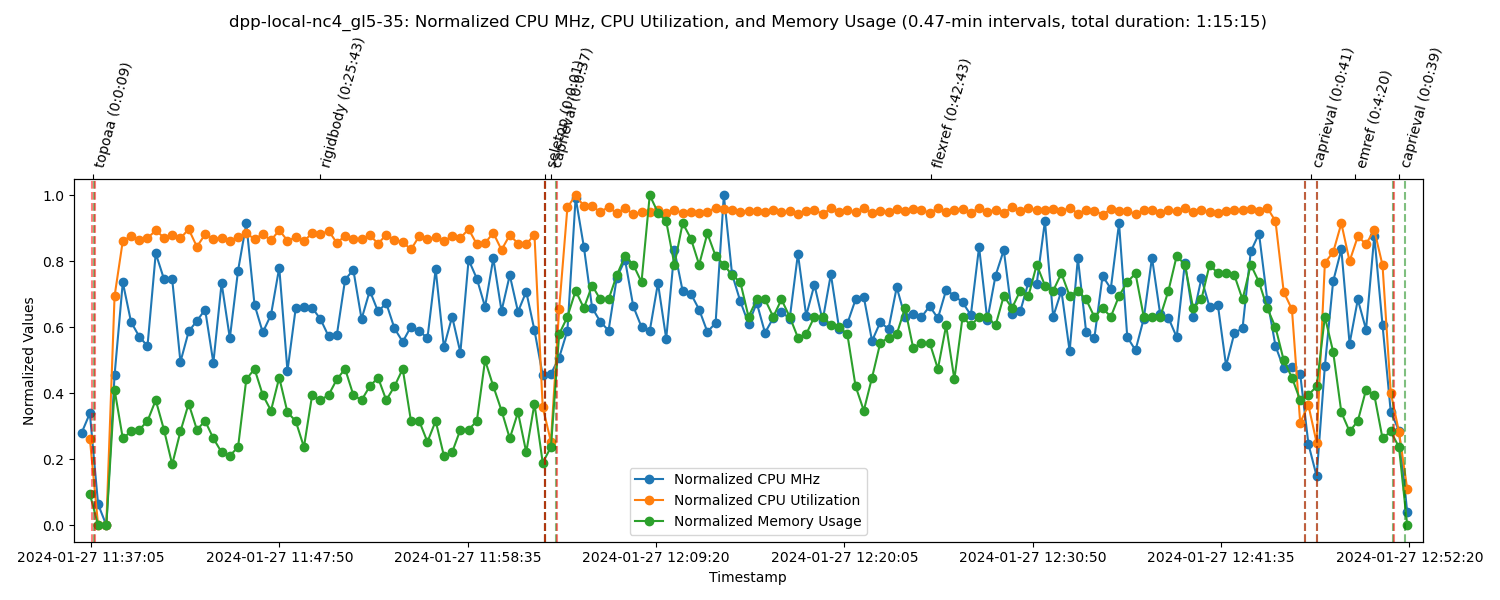 dpp-local-nc4_gl5-35: Normalized CPU MHz, CPU Utilization, and Memory Usage (0.47-min intervals, total duration: 1:15:15)
topoaa (0:0:09)
rigidbody (0:25:43)
seletop (0:0:01)
caprieval (0:0:37)
flexref (0:42:43)
caprieval (0:0:41)
emref (0:4:20)
caprieval (0:0:39)
Normalized Values
1.0
0.8
0.6
0.4
0.2
0.0
Normalized CPU MHz
Normalized CPU Utilization
Normalized Memory Usage
2024-01-27 11:37:05
2024-01-27 11:47:50
2024-01-27 11:58:35
2024-01-27 12:09:20
2024-01-27 12:20:05
2024-01-27 12:30:50
2024-01-27 12:41:35
2024-01-27 12:52:20
Timestamp